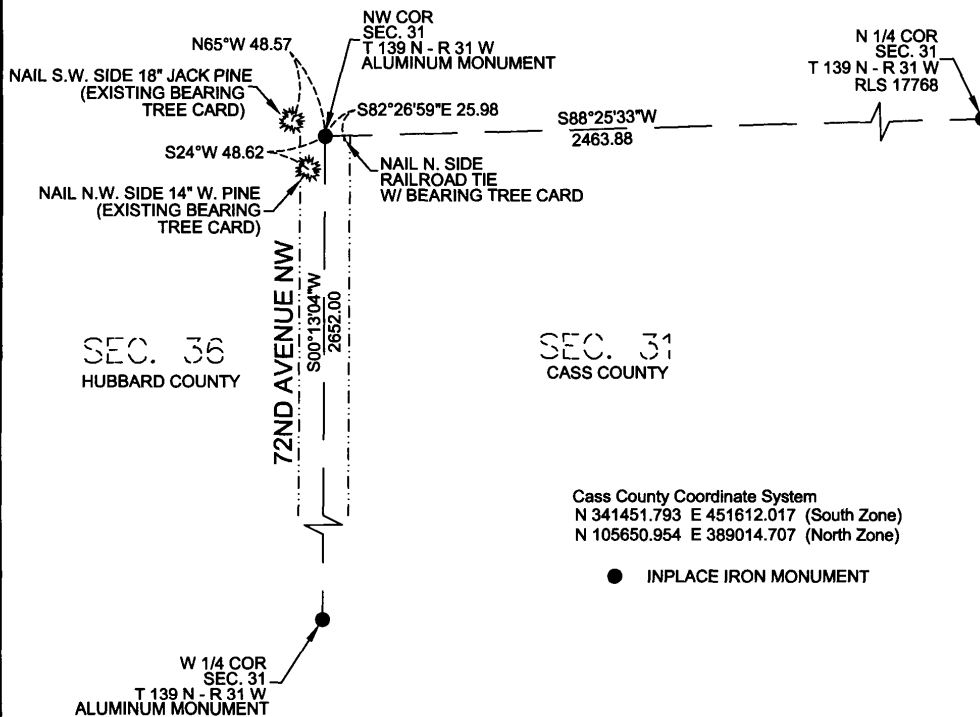 NW COR
SEC. 31
T 139 N - R 31 W
ALUMINUM MONUMENT
N 1/4 COR
SEC. 31
T 139 N - R 31 W
RLS 17768
N65°W 48.57
NAIL S.W. SIDE 18" JACK PINE
(EXISTING BEARING
TREE CARD)
S82°26'59"E 25.98
S88°25'33"W
2463.88
S24°W 48.62
NAIL N. SIDE
RAILROAD TIE
W/ BEARING TREE CARD
NAIL N.W. SIDE 14" W. PINE
(EXISTING BEARING
TREE CARD)
72ND AVENUE NW
S00°13'04"W
2652.00
SEC. 36
HUBBARD COUNTY
SEC. 31
CASS COUNTY
Cass County Coordinate System
N 341451.793 E 451612.017 (South Zone)
N 105650.954 E 389014.707 (North Zone)
INPLACE IRON MONUMENT
W 1/4 COR
SEC. 31
T 139 N - R 31 W
ALUMINUM MONUMENT